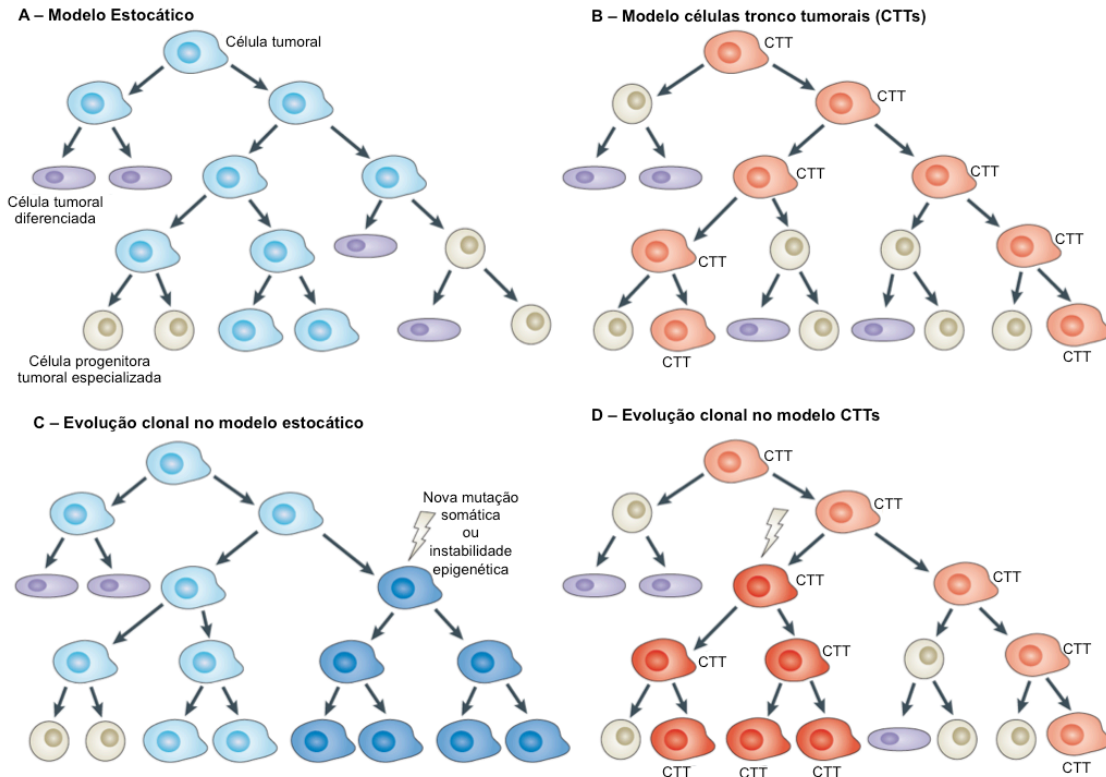 A – Modelo Estocático
Célula tumoral
Célula tumoral
diferenciada
Célula progenitora
tumoral especializada
B – Modelo células tronco tumorais (CTTs)
CTT
CTT
CTT
CTT
CTT
CTT
CTT
CTT
C – Evolução clonal no modelo estocático
Nova mutação
somática
ou
instabilidade
epigenética
D – Evolução clonal no modelo CTTs
CTT
CTT
CTT
CTT
CTT
CTT
CTT
CTT
CTT
CTT
CTT